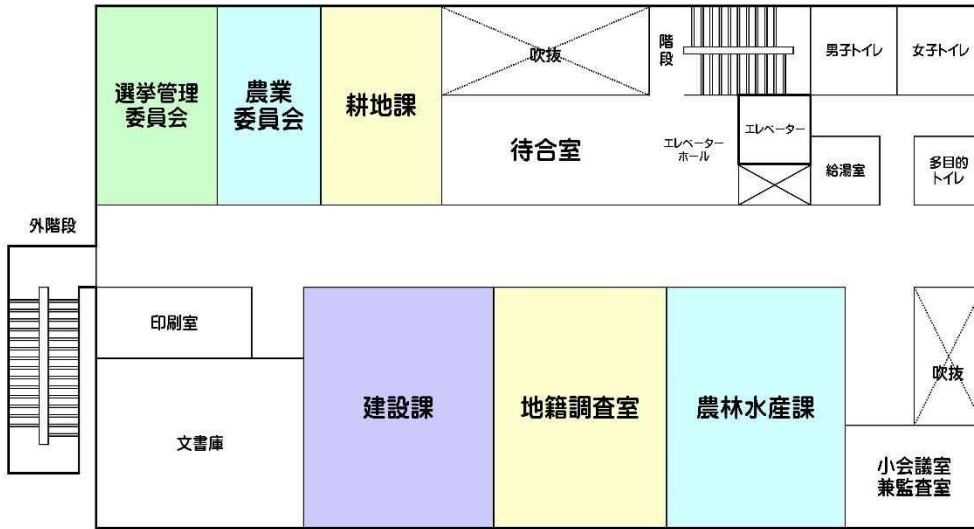 選挙管理
委員会
農業
委員会
耕地課
吹抜
待合室
階
段
エレベーター
ホール
エレベーター
男子トイレ
女子トイレ
給湯室
多目的
トイレ
外階段
印刷室
文書庫
建設課
地籍調査室
農林水産課
吹抜
小会議室
兼監査室